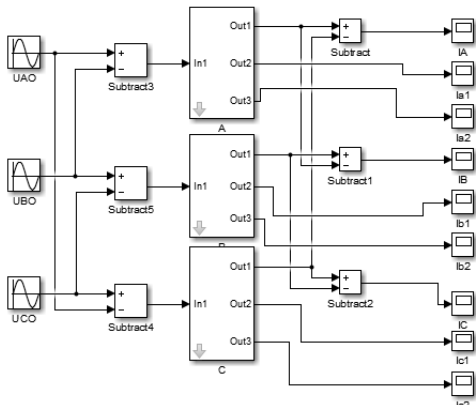 Out1
IA
UAO
Subtract3
In1
Out2
Subtract
Ia1
Out3
A
Ia2
Out1
UBO
Subtract5
In1
Out2
Subtract1
IB
Out3
Ib1
Ib2
Out1
UCO
Subtract4
In1
Out2
Subtract2
IC
Out3
C
Ic1